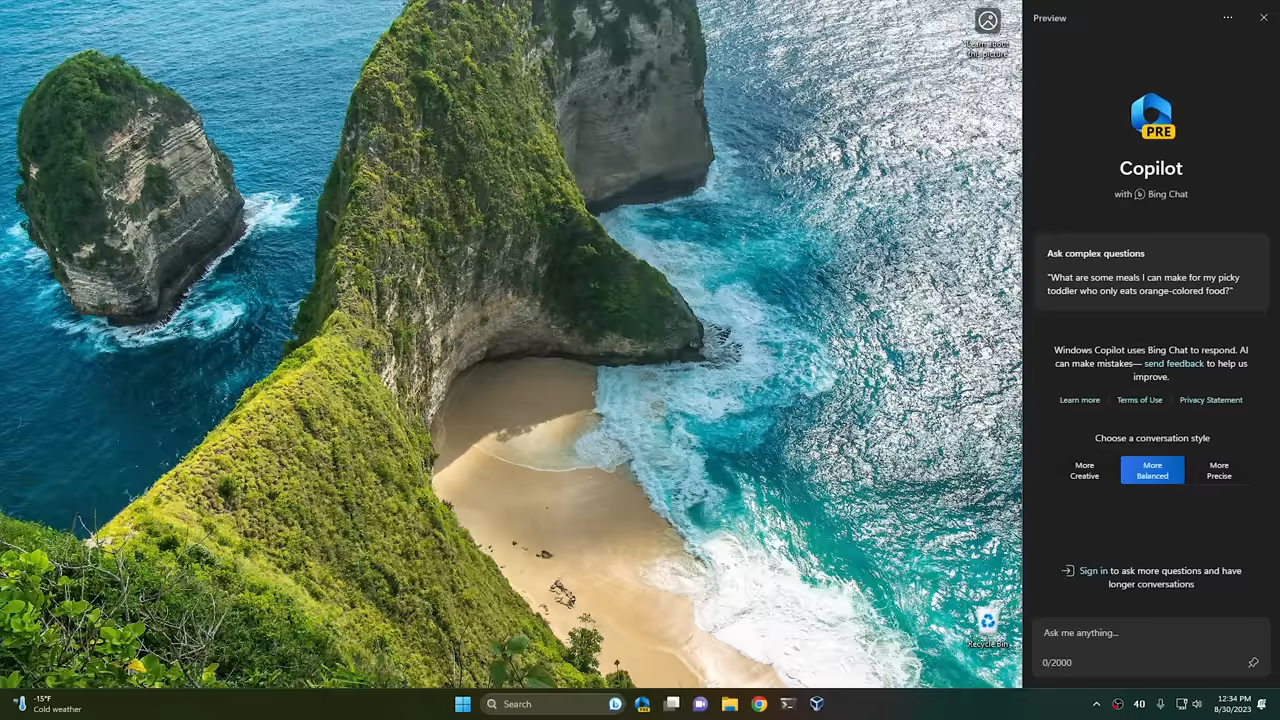 Learn about
this picture
Preview
PRE
Copilot
with b Bing Chat
Ask complex questions
"What are some meals I can make for my picky
toddler who only eats orange-colored food?"
Windows Copilot uses Bing Chat to respond. AI
can make mistakes— send feedback to help us
improve.
Learn more
Terms of Use
Privacy Statement
Choose a conversation style
More
Creative
More
Balanced
More
Precise
Sign in to ask more questions and have
longer conversations
Ask me anything...
0/2000
Recycle Bin
-15°F
Cold weather
Search
PRE
40
12:34 PM
8/30/2023